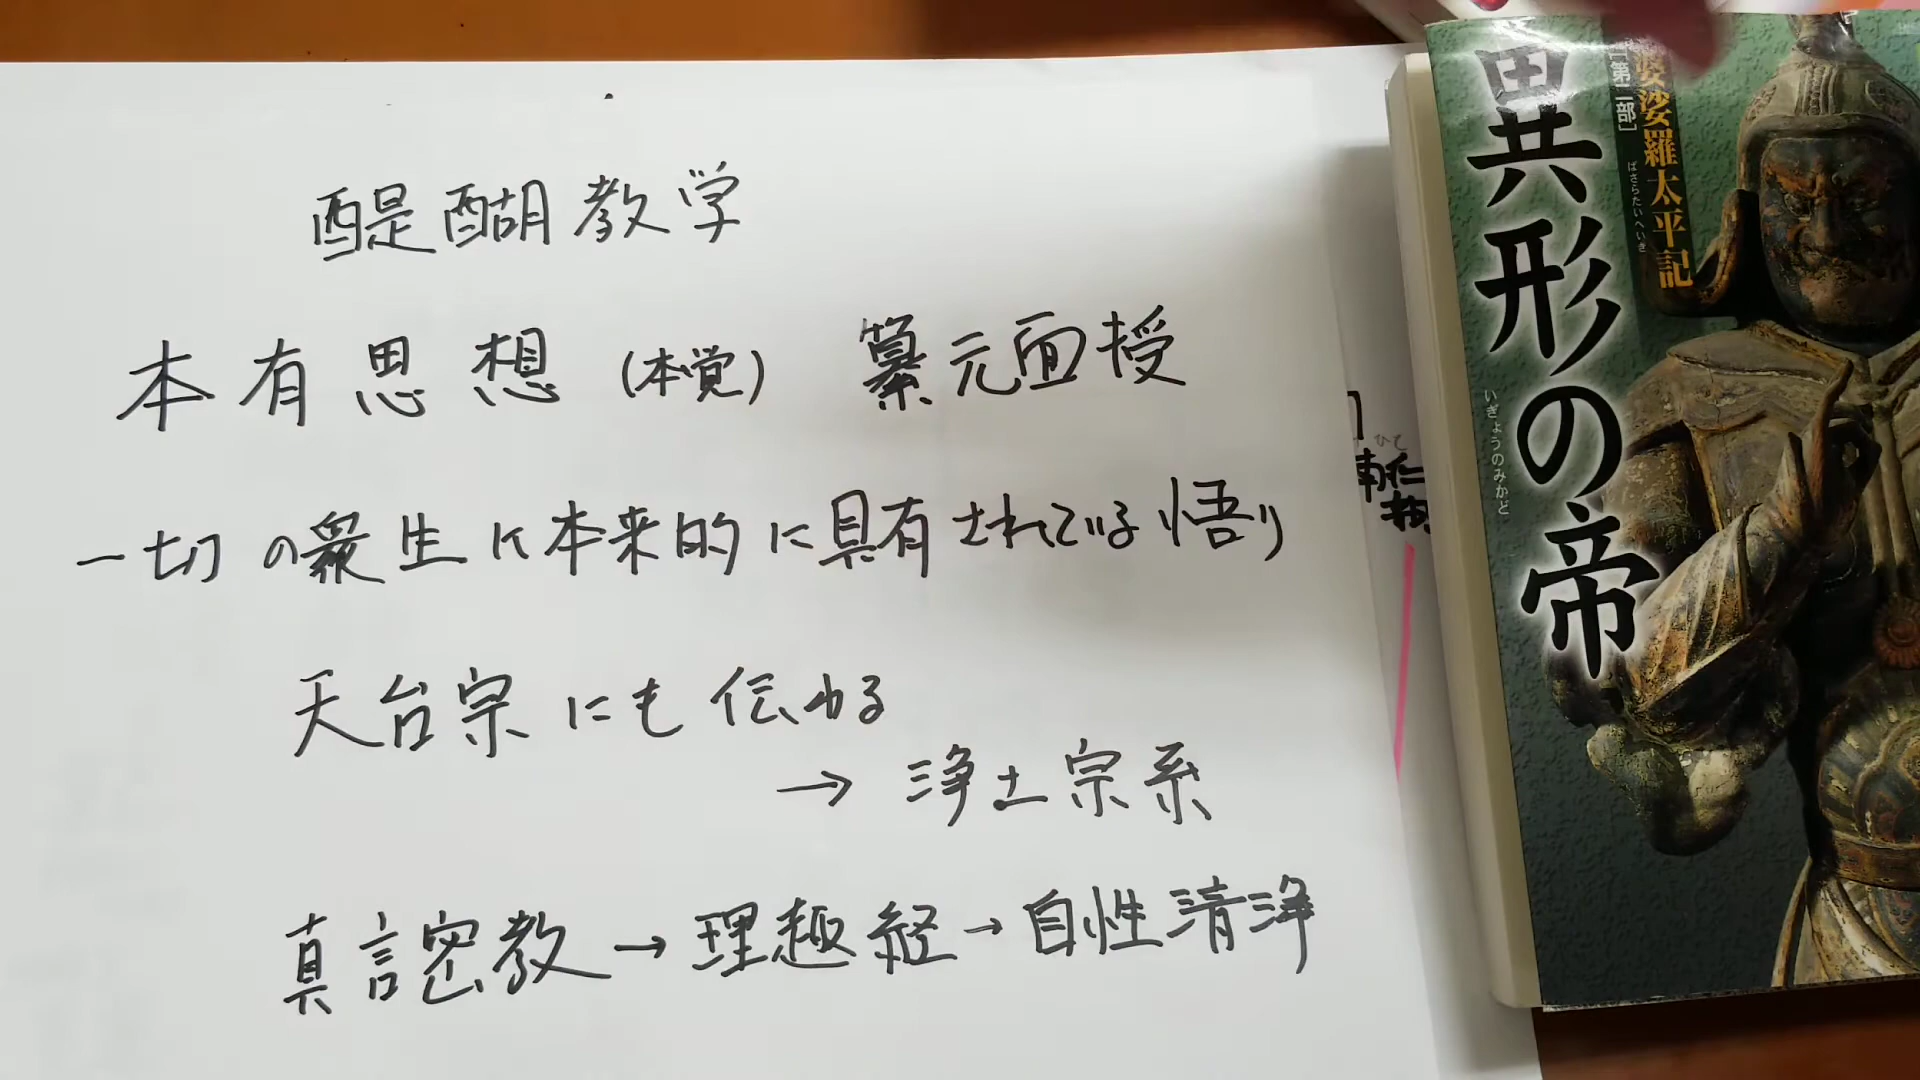 醍醐教学
本有思想(本覚) 纂元面授
一切の衆生に本来的に具有されている悟り
天台宗にも伝わる
→ 浄土宗系
真言密教→理趣経→自性清浄
異形の帝
いぎょうのみかど
婆娑羅太平記
ばさらたいへいき
[第二部]